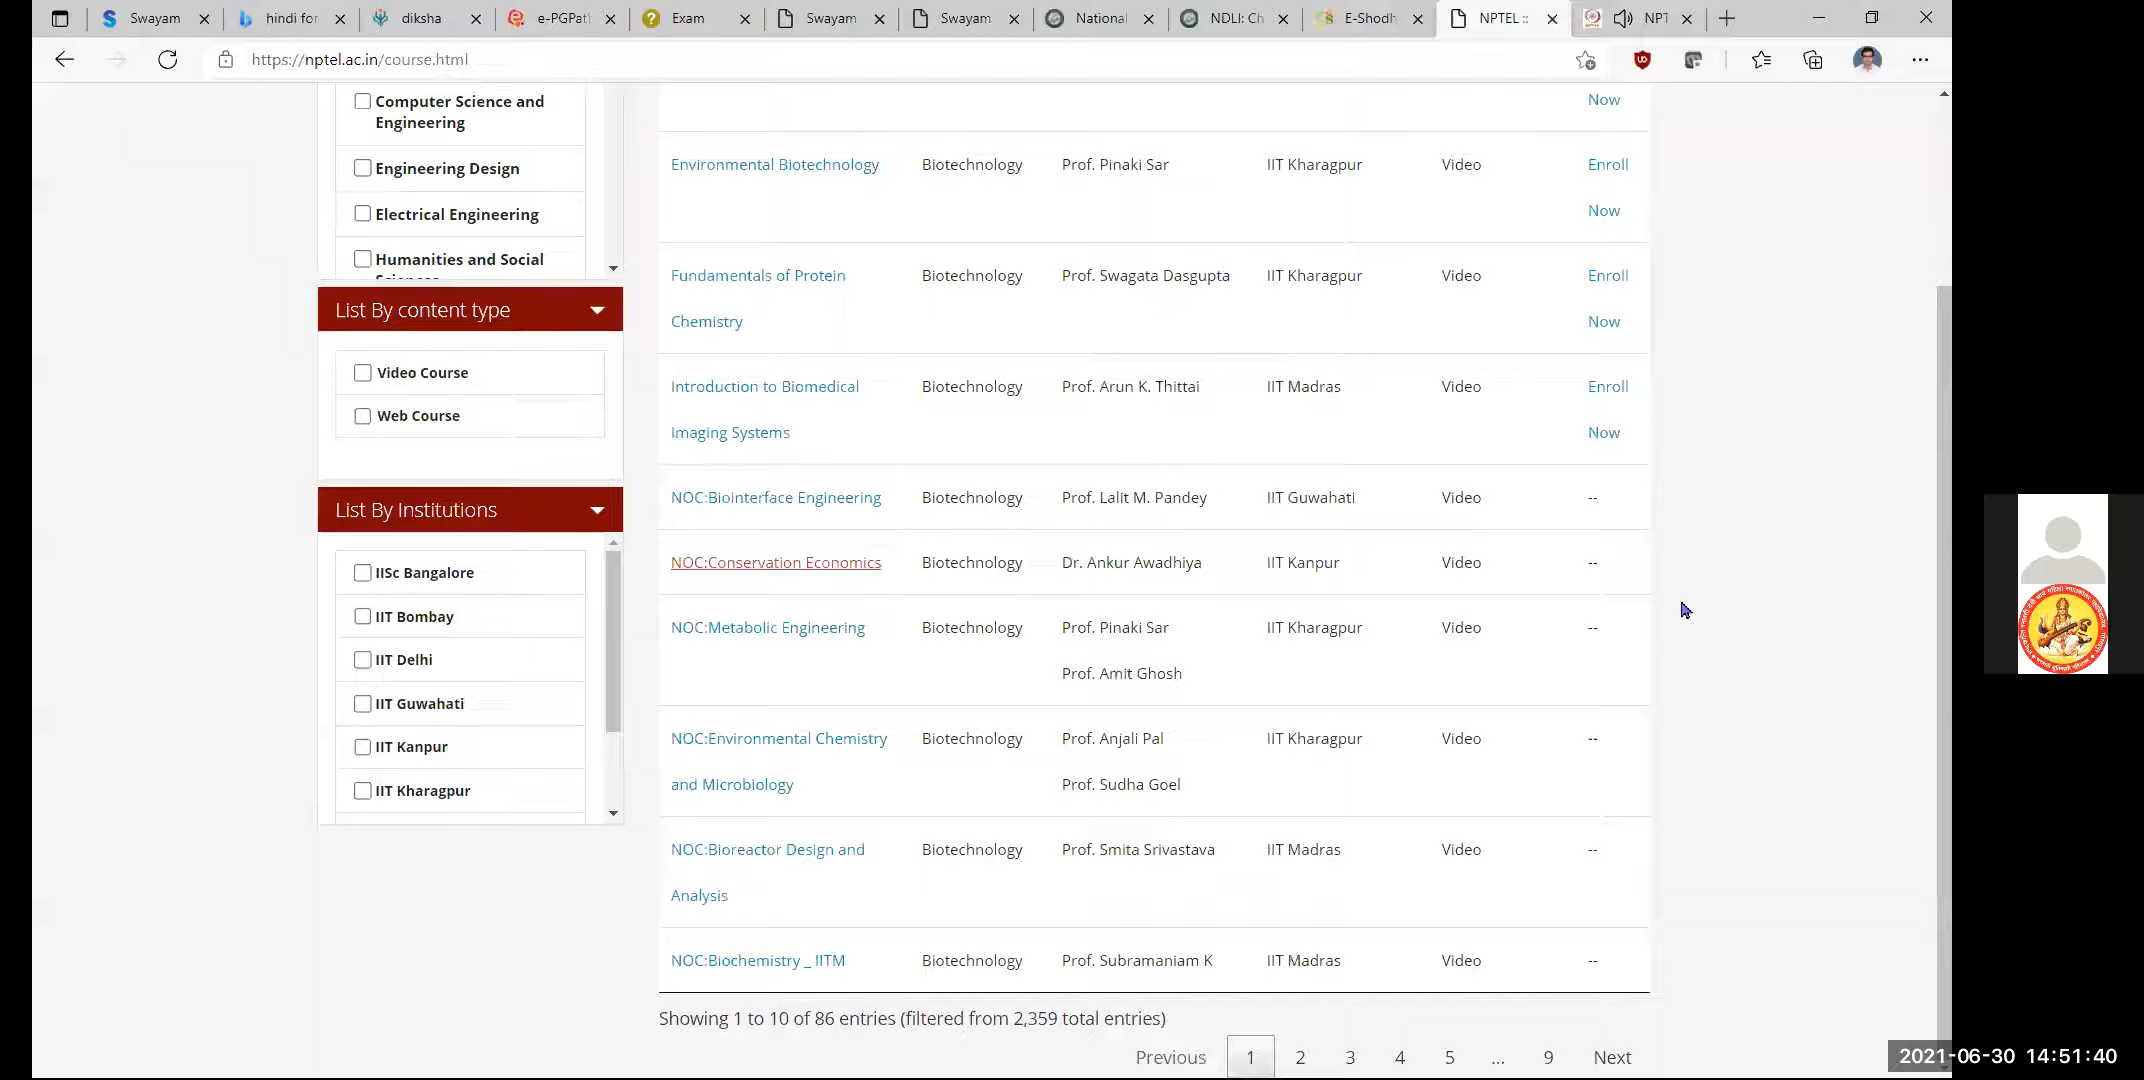 Swayam
hindi for
diksha
e-PGPat
Exam
Swayam
Swayam
National
NDLI: Ch
E-Shodh
NPTEL ::
NPT
https://nptel.ac.in/course.html
Computer Science and
Engineering
Engineering Design
Electrical Engineering
Humanities and Social
List By content type
Video Course
Web Course
List By Institutions
IISc Bangalore
IIT Bombay
IIT Delhi
IIT Guwahati
IIT Kanpur
IIT Kharagpur
Now
Environmental Biotechnology Biotechnology Prof. Pinaki Sar IIT Kharagpur Video Enroll
Now
Fundamentals of Protein Biotechnology Prof. Swagata Dasgupta IIT Kharagpur Video Enroll
Chemistry Now
Introduction to Biomedical Biotechnology Prof. Arun K. Thittai IIT Madras Video Enroll
Imaging Systems Now
NOC:Biointerface Engineering Biotechnology Prof. Lalit M. Pandey IIT Guwahati Video --
NOC:Conservation Economics Biotechnology Dr. Ankur Awadhiya IIT Kanpur Video --
NOC:Metabolic Engineering Biotechnology Prof. Pinaki Sar IIT Kharagpur Video --
Prof. Amit Ghosh
NOC:Environmental Chemistry Biotechnology Prof. Anjali Pal IIT Kharagpur Video --
and Microbiology Prof. Sudha Goel
NOC:Bioreactor Design and Biotechnology Prof. Smita Srivastava IIT Madras Video --
Analysis
NOC:Biochemistry _ IITM Biotechnology Prof. Subramaniam K IIT Madras Video --
Showing 1 to 10 of 86 entries (filtered from 2,359 total entries)
Previous 1 2 3 4 5 ... 9 Next
2021-06-30 14:51:40